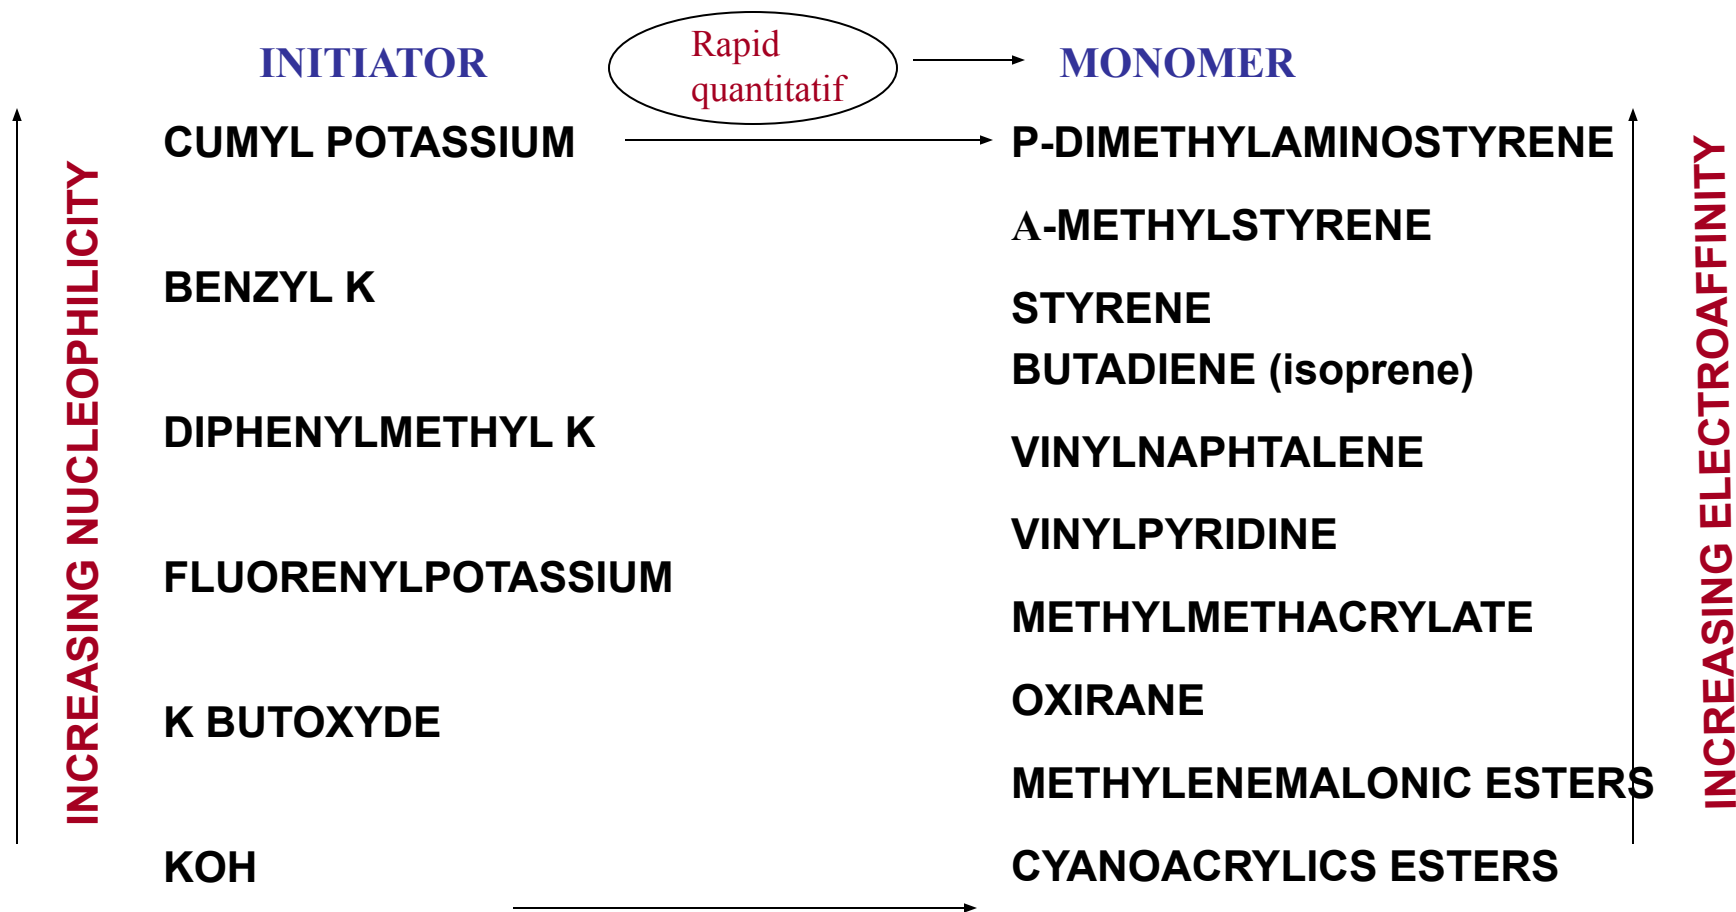 INITIATOR
Rapid
quantitatif
MONOMER
INCREASING NUCLEOPHILICITY
CUMYL POTASSIUM
BENZYL K
DIPHENYLMETHYL K
FLUORENYLPOTASSIUM
K BUTOXYDE
KOH
P-DIMETHYLAMINOSTYRENE
Α-METHYLSTYRENE
STYRENE
BUTADIENE (isoprene)
VINYLNAPHTALENE
VINYLPYRIDINE
METHYLMETHACRYLATE
OXIRANE
METHYLENEMALONIC ESTERS
CYANOACRYLICS ESTERS
INCREASING ELECTROAFFINITY